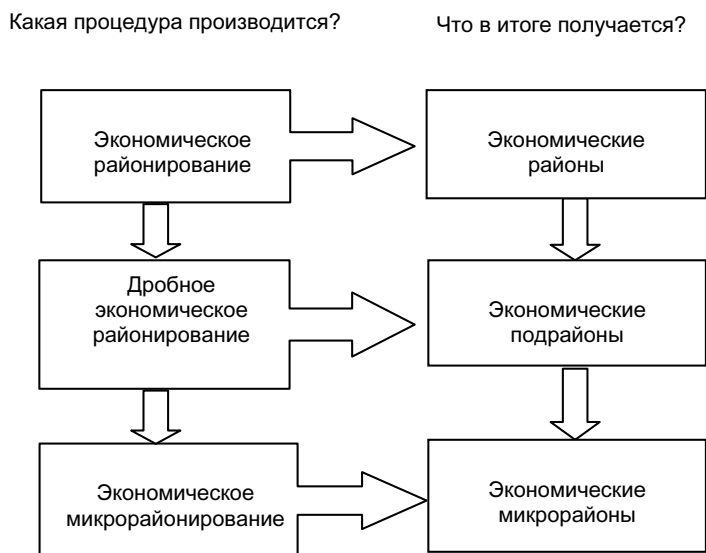 Какая процедура производится?
Что в итоге получается?
Экономическое
районирование
Экономические
районы
Дробное
экономическое
районирование
Экономические
подрайоны
Экономическое
микрорайонирование
Экономические
микрорайоны